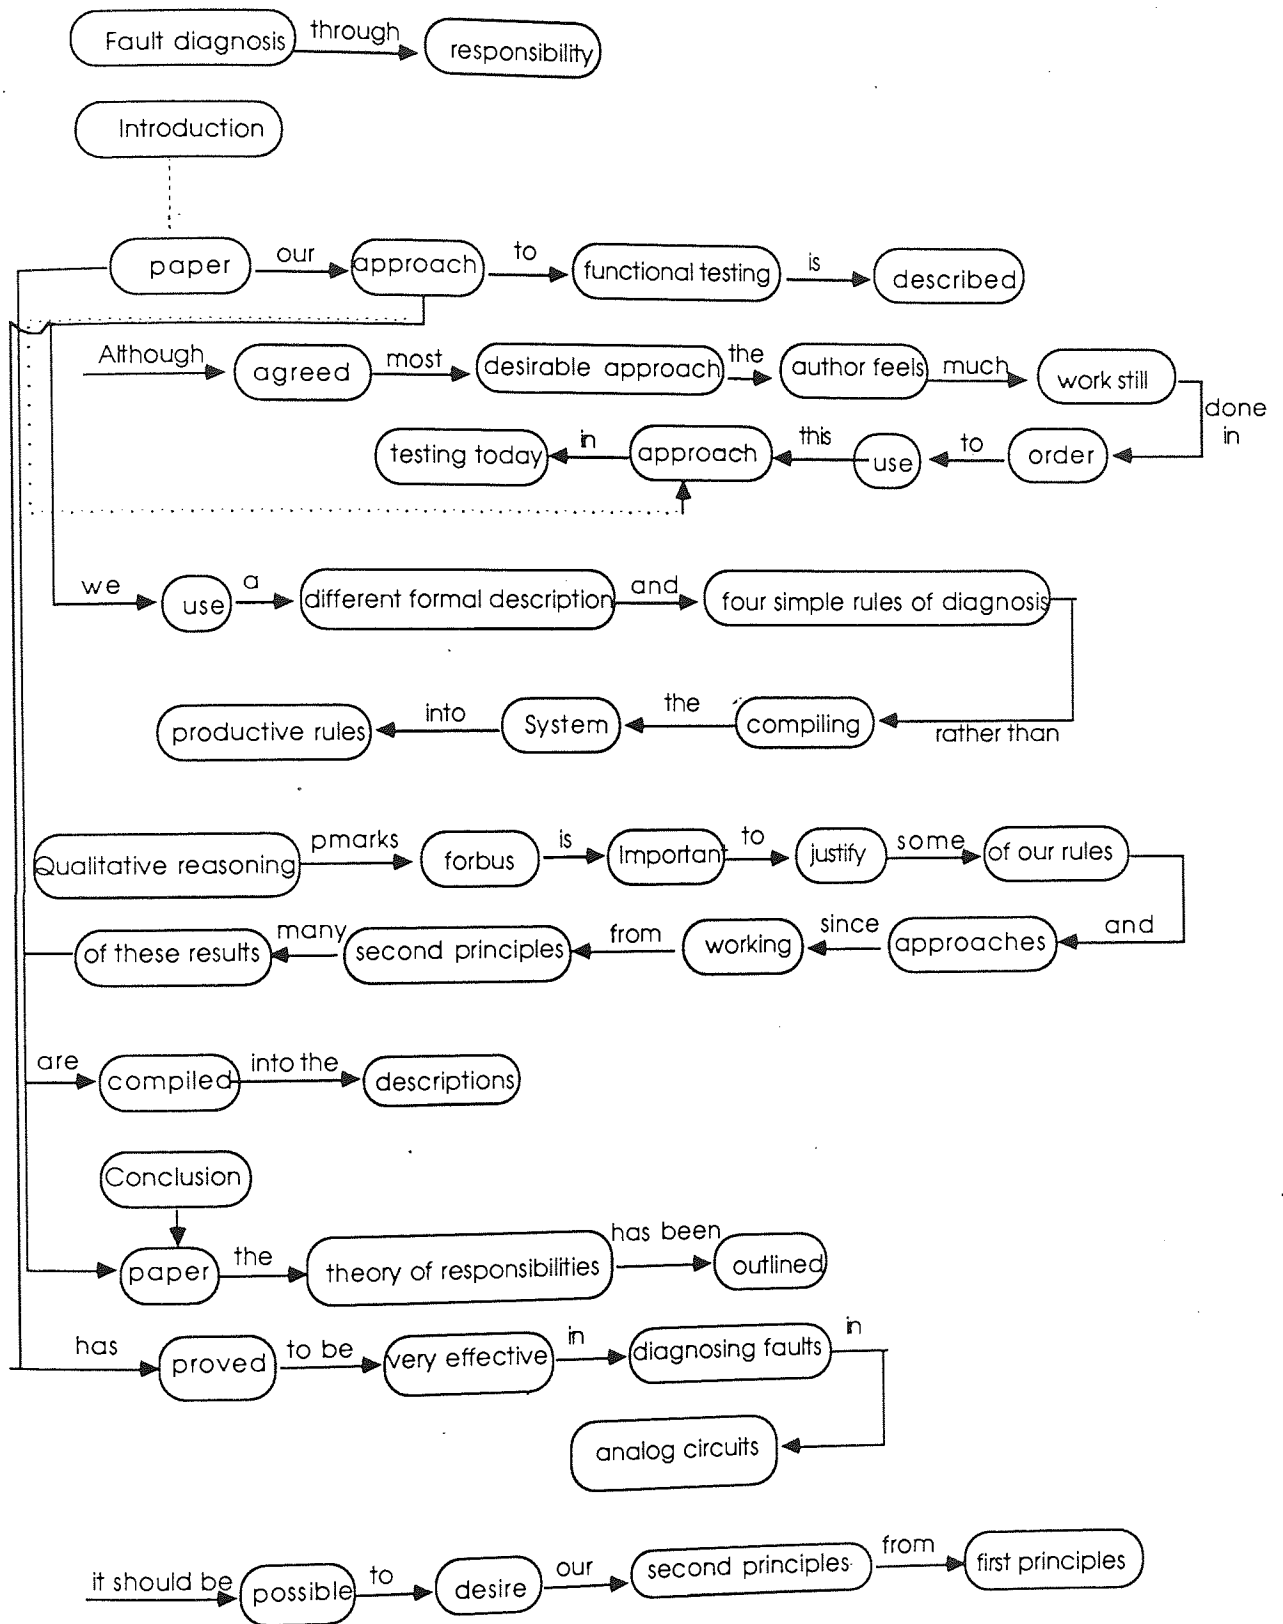 Fault diagnosis through responsibility
Introduction
paper our approach to functional testing is described
Although agreed most desirable approach the author feels much work still
done
in
testing today in approach this use to order
we use a different formal description and four simple rules of diagnosis
productive rules into System the compiling rather than
Qualitative reasoning pmarks forbus is Important to justify some of our rules
of these results many second principles from working since approaches and
are compiled into the descriptions
Conclusion
paper the theory of responsibilities has been outlined
has proved to be very effective in diagnosing faults in
analog circuits
it should be possible to desire our second principles from first principles